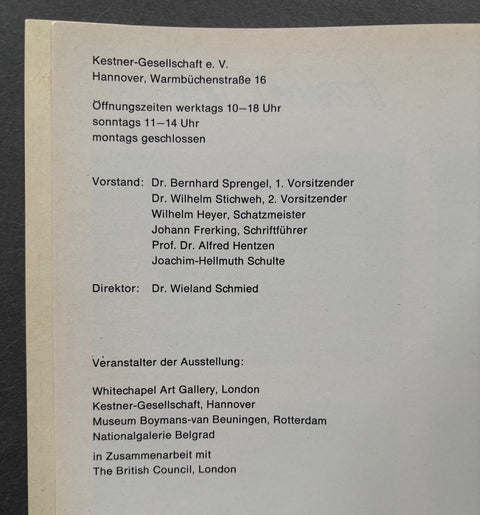 Kestner-Gesellschaft e. V.
Hannover, Warmbüchenstraße 16
Öffnungszeiten werktags 10—18 Uhr
sonntags 11—14 Uhr
montags geschlossen
Vorstand: Dr. Bernhard Sprengel, 1. Vorsitzender
Dr. Wilhelm Stichweh, 2. Vorsitzender
Wilhelm Heyer, Schatzmeister
Johann Frerking, Schriftführer
Prof. Dr. Alfred Hentzen
Joachim-Hellmuth Schulte
Direktor: Dr. Wieland Schmied
Veranstalter der Ausstellung:
Whitechapel Art Gallery, London
Kestner-Gesellschaft, Hannover
Museum Boymans-van Beuningen, Rotterdam
Nationalgalerie Belgrad
in Zusammenarbeit mit
The British Council, London